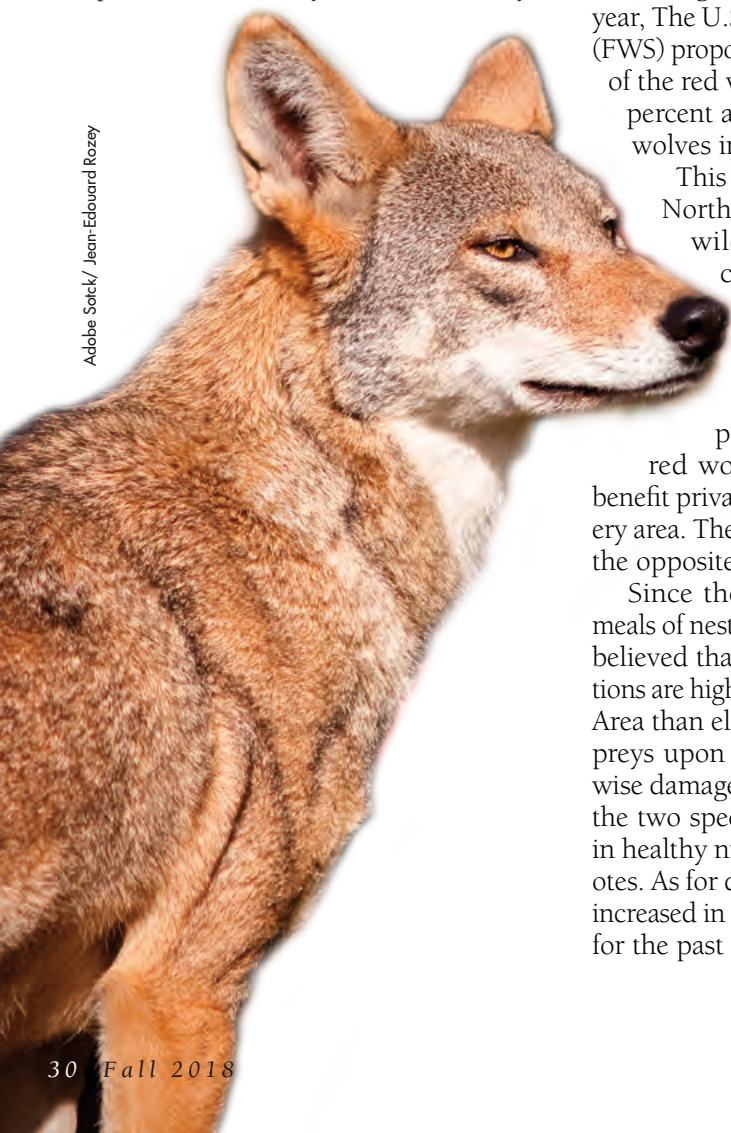 Adobe Sotck/ Jean-Edouard Rozey
year, The U.S
(FWS) propo
of the red w
percent a
wolves in
This
North
wil
c
p
red wo
benefit priva
ery area. The
the opposite
Since the
meals of nest
believed tha
tions are high
Area than el
preys upon
wise damage
the two spec
in healthy n
otes. As for c
increased in
for the past
30 Fall 2018